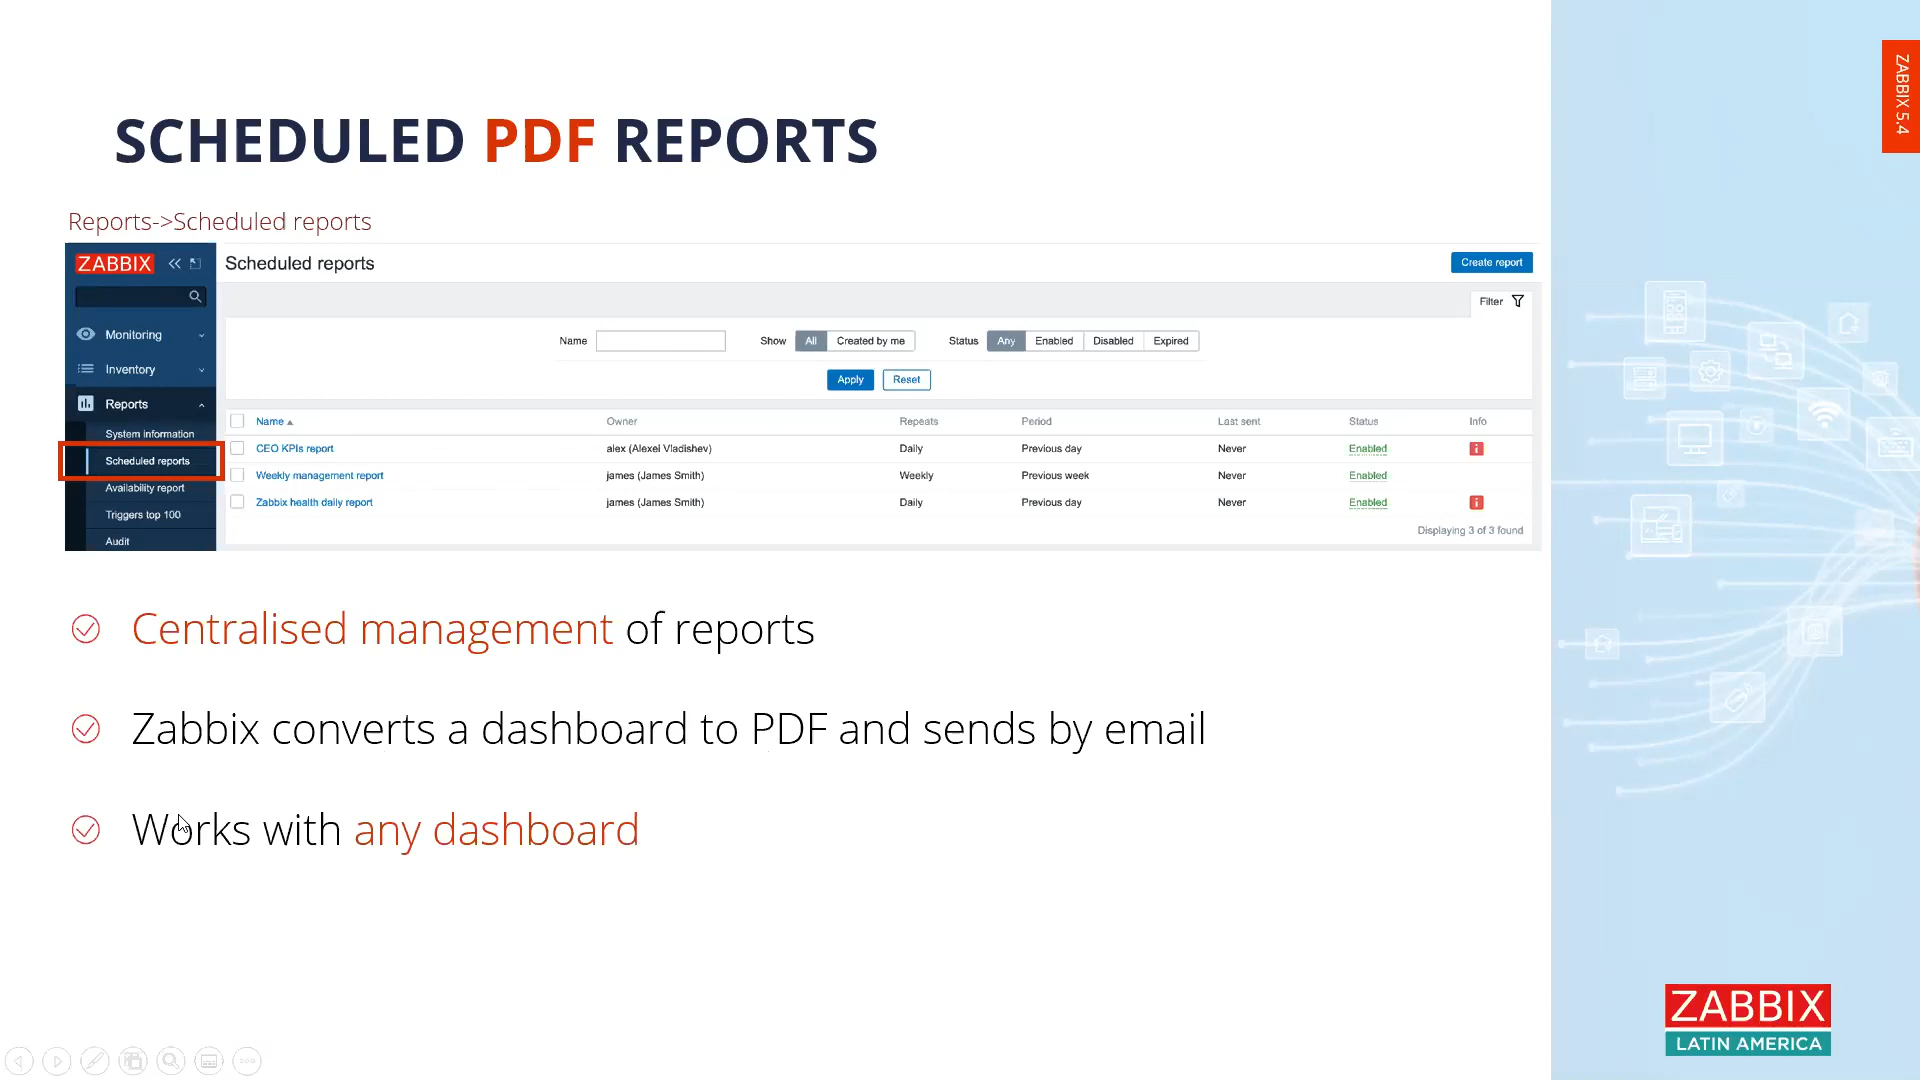 ZABBIX 5.4
SCHEDULED PDF REPORTS
Reports->Scheduled reports
ZABBIX
Scheduled reports
Create report
Filter
Monitoring
Inventory
Reports
System information
Scheduled reports
Availability report
Triggers top 100
Audit
Name Show All Created by me Status Any Enabled Disabled Expired
Apply Reset
Name Owner Repeats Period Last sent Status Info
CEO KPIs report alex (Alexei Vladishev) Daily Previous day Never Enabled i
Weekly management report james (James Smith) Weekly Previous week Never Enabled
Zabbix health daily report james (James Smith) Daily Previous day Never Enabled i
Displaying 3 of 3 found
Centralised management of reports
Zabbix converts a dashboard to PDF and sends by email
Works with any dashboard
ZABBIX
LATIN AMERICA